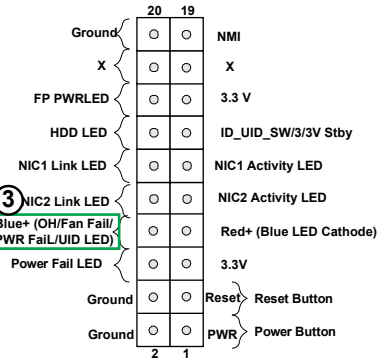 20 19
Ground NMI
X X
FP PWRLED 3.3 V
HDD LED ID_UID_SW/3/3V Stby
NIC1 Link LED NIC1 Activity LED
3
NIC2 Link LED NIC2 Activity LED
Blue+ (OH/Fan Fail/
PWR FaiL/UID LED)
Red+ (Blue LED Cathode)
Power Fail LED 3.3V
Ground Reset Reset Button
Ground PWR Power Button
2 1